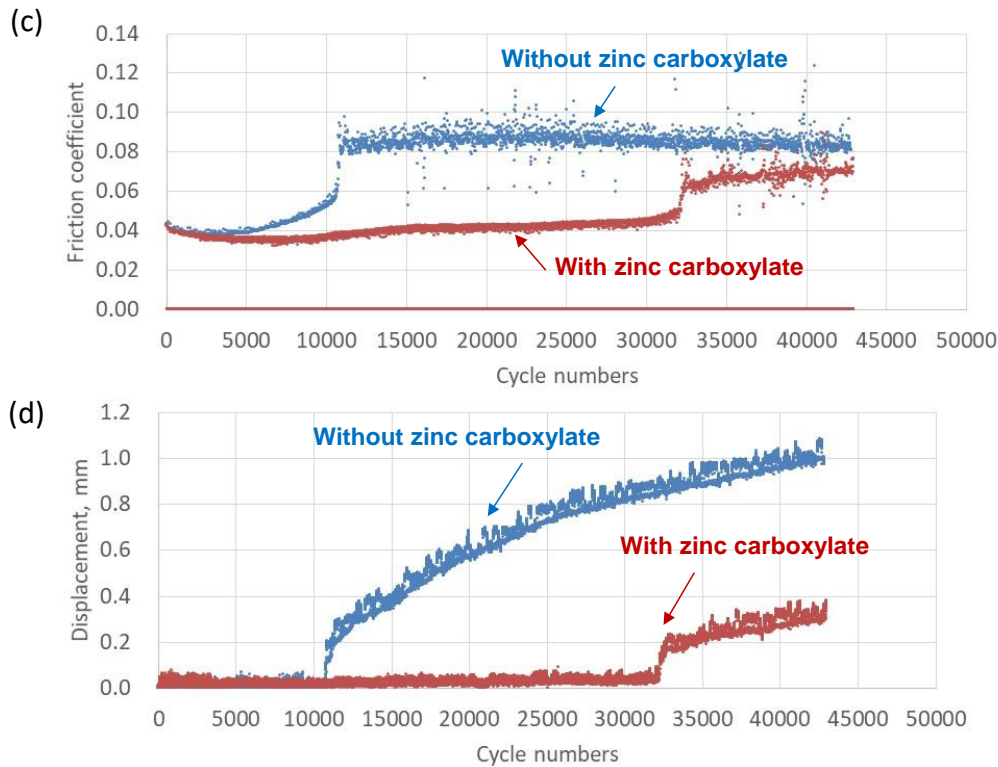 (c)
0.14
0.12
0.10
0.08
0.06
0.04
0.02
0.00
Friction coefficient
Without zinc carboxylate
With zinc carboxylate
0 5000 10000 15000 20000 25000 30000 35000 40000 45000 50000
Cycle numbers
(d)
1.2
1.0
0.8
0.6
0.4
0.2
0.0
Displacement, mm
Without zinc carboxylate
With zinc carboxylate
0 5000 10000 15000 20000 25000 30000 35000 40000 45000 50000
Cycle numbers